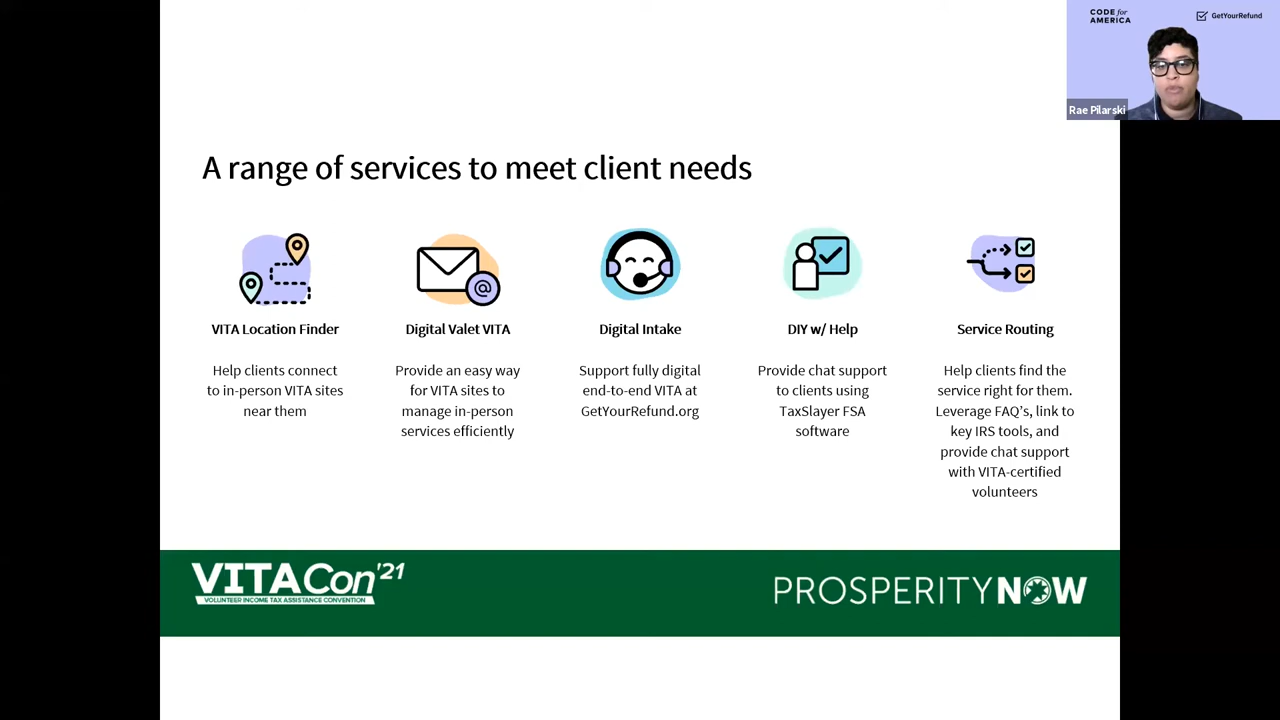 CODE for
AMERICA
GetYourRefund
Rae Pilarski
A range of services to meet client needs
VITA Location Finder
Help clients connect
to in-person VITA sites
near them
Digital Valet VITA
Provide an easy way
for VITA sites to
manage in-person
services efficiently
Digital Intake
Support fully digital
end-to-end VITA at
GetYourRefund.org
DIY w/ Help
Provide chat support
to clients using
TaxSlayer FSA
software
Service Routing
Help clients find the
service right for them.
Leverage FAQ’s, link to
key IRS tools, and
provide chat support
with VITA-certified
volunteers
VITA Con '21
VOLUNTEER INCOME TAX ASSISTANCE CONVENTION
PROSPERITY NOW